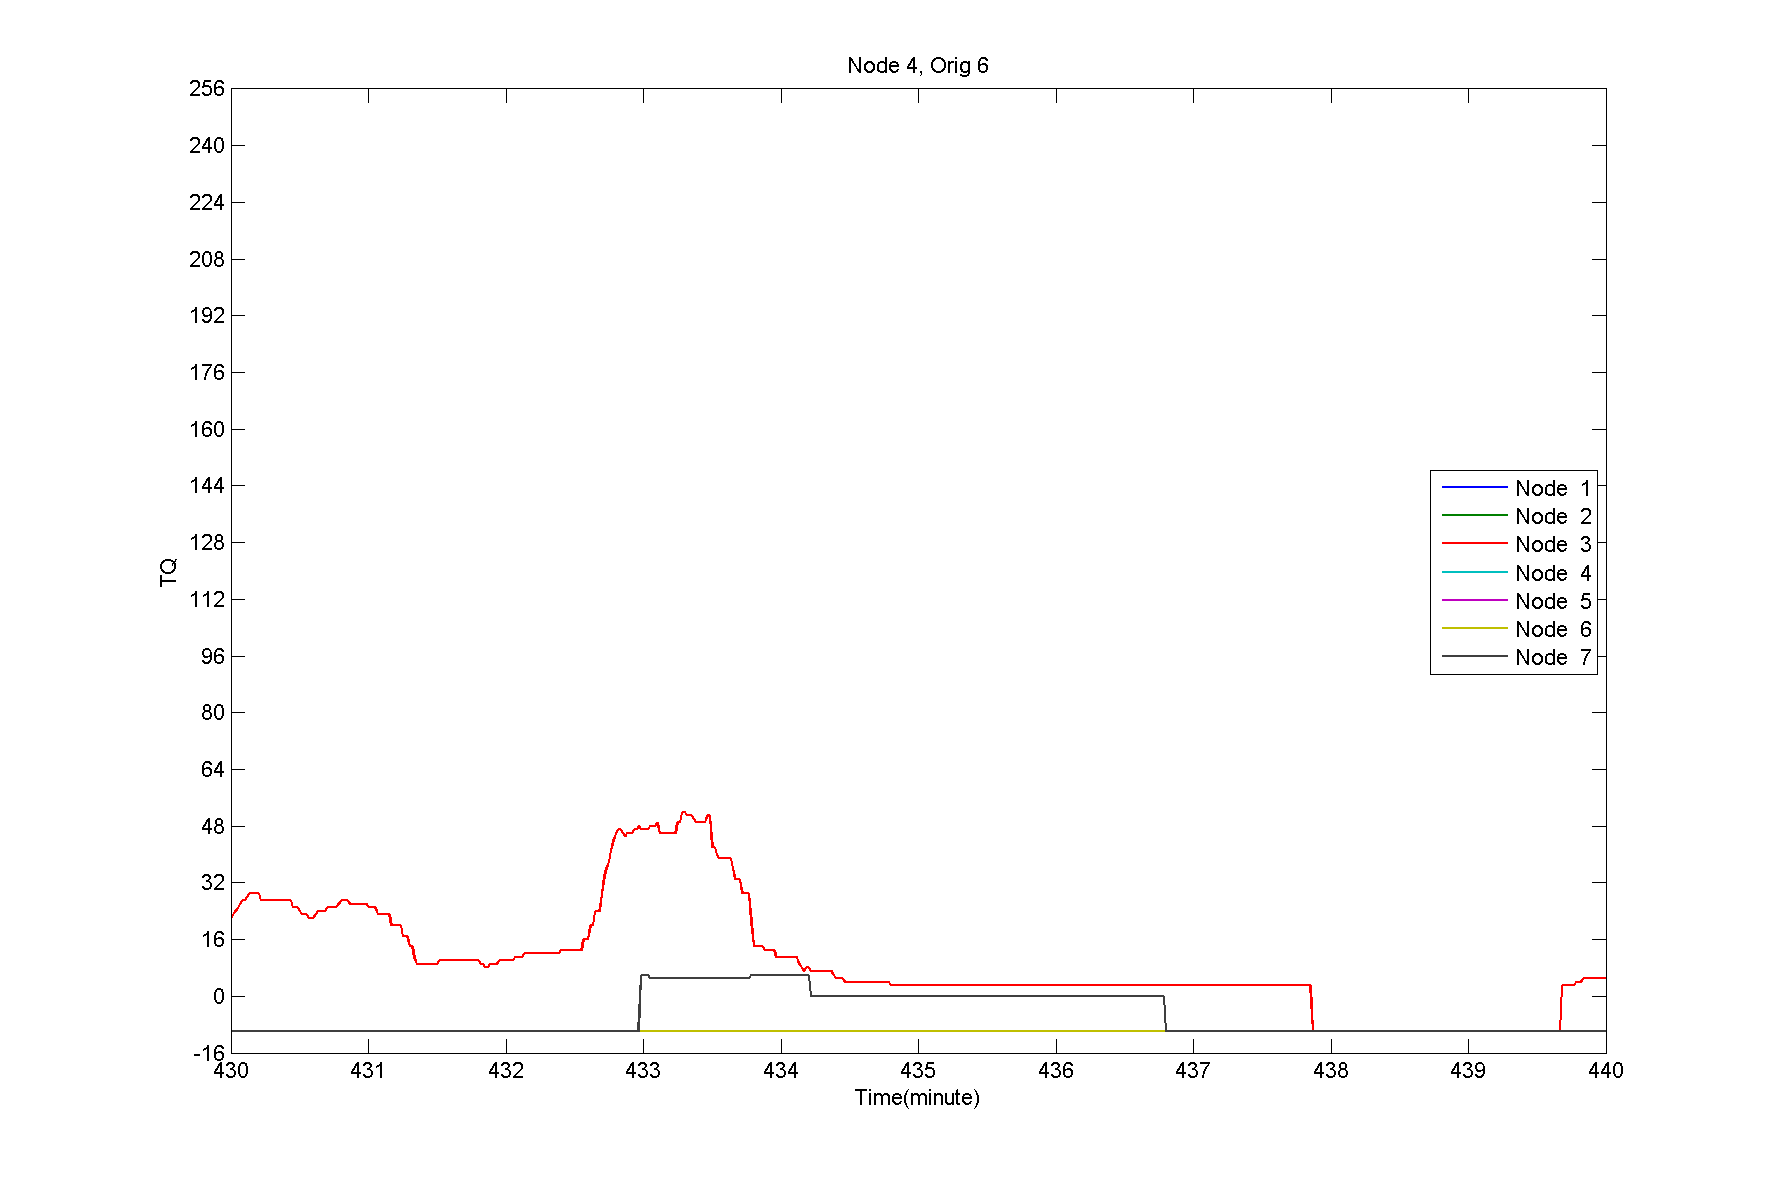 Node 4, Orig 6
256
240
224
208
192
176
160
144
128
112
96
80
64
48
32
16
0
-16
TQ
Node 1
Node 2
Node 3
Node 4
Node 5
Node 6
Node 7
430 431 432 433 434 435 436 437 438 439 440
Time(minute)